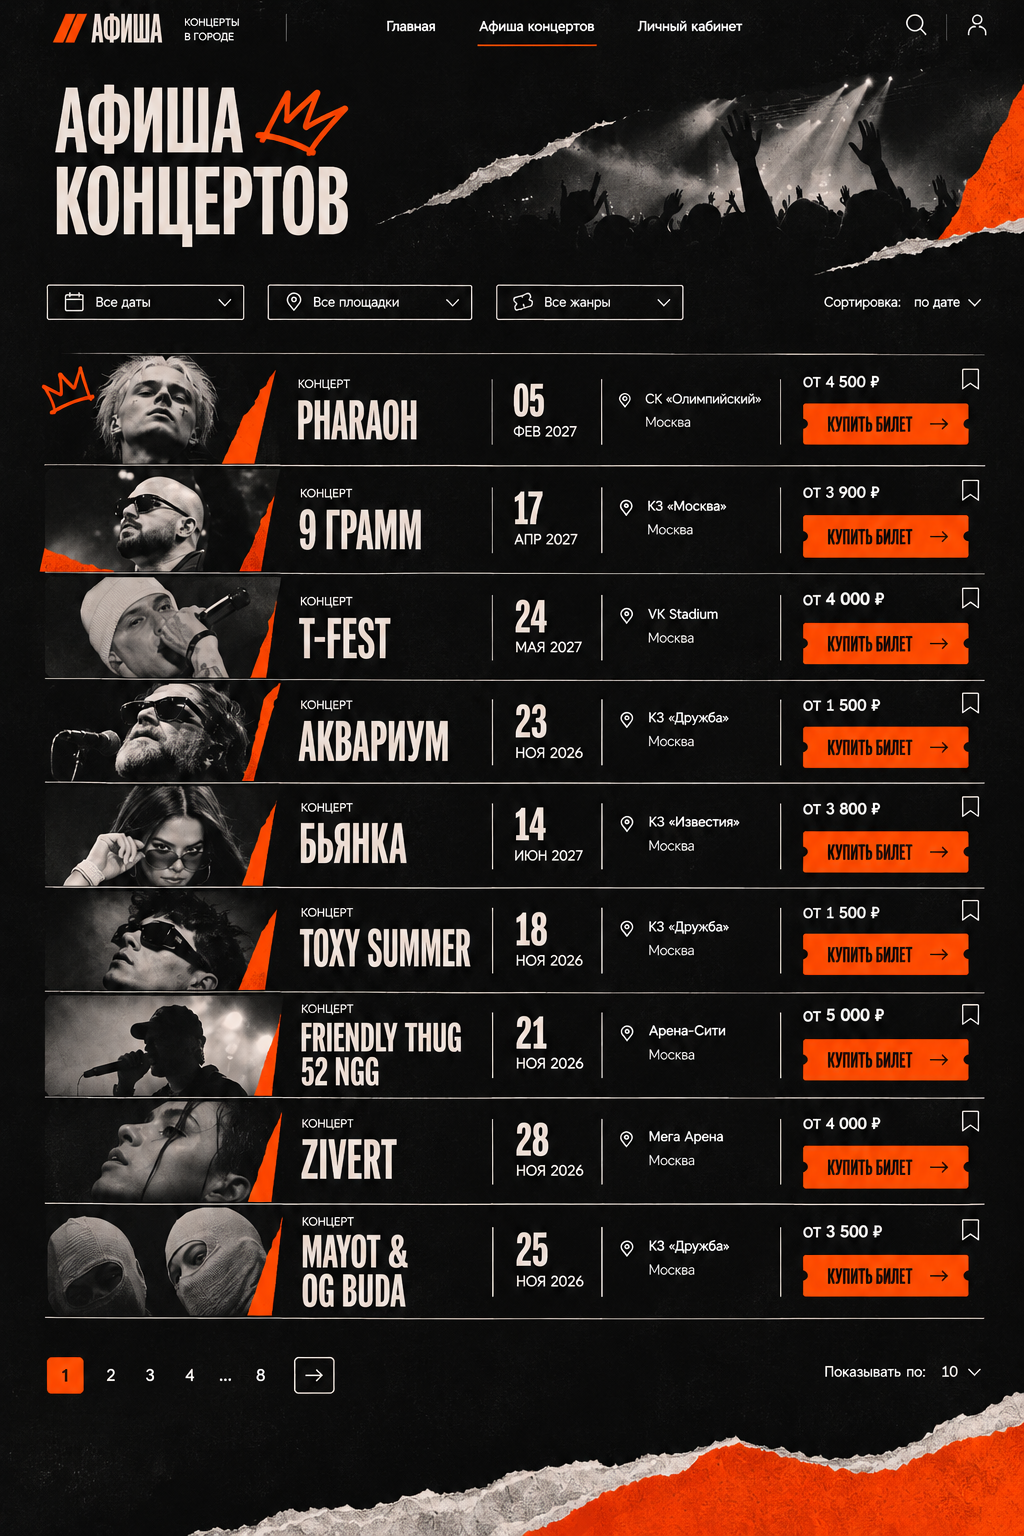 АФИША
КОНЦЕРТЫ
В ГОРОДЕ
Главная
Афиша концертов
Личный кабинет
АФИША
КОНЦЕРТОВ
Все даты
Все площадки
Все жанры
Сортировка: по дате
КОНЦЕРТ
PHARAOH
05
ФЕВ 2027
СК «Олимпийский»
Москва
ОТ 4 500 ₽
КУПИТЬ БИЛЕТ →
КОНЦЕРТ
9 ГРАММ
17
АПР 2027
КЗ «Москва»
Москва
ОТ 3 900 ₽
КУПИТЬ БИЛЕТ →
КОНЦЕРТ
T-FEST
24
МАЯ 2027
VK Stadium
Москва
ОТ 4 000 ₽
КУПИТЬ БИЛЕТ →
КОНЦЕРТ
АКВАРИУМ
23
НОЯ 2026
КЗ «Дружба»
Москва
ОТ 1 500 ₽
КУПИТЬ БИЛЕТ →
КОНЦЕРТ
БЬЯНКА
14
ИЮН 2027
КЗ «Известия»
Москва
ОТ 3 800 ₽
КУПИТЬ БИЛЕТ →
КОНЦЕРТ
TOXY SUMMER
18
НОЯ 2026
КЗ «Дружба»
Москва
ОТ 1 500 ₽
КУПИТЬ БИЛЕТ →
КОНЦЕРТ
FRIENDLY THUG
52 NGG
21
НОЯ 2026
Арена-Сити
Москва
ОТ 5 000 ₽
КУПИТЬ БИЛЕТ →
КОНЦЕРТ
ZIVERT
28
НОЯ 2026
Мега Арена
Москва
ОТ 4 000 ₽
КУПИТЬ БИЛЕТ →
КОНЦЕРТ
MAYOT &
OG BUDA
25
НОЯ 2026
КЗ «Дружба»
Москва
ОТ 3 500 ₽
КУПИТЬ БИЛЕТ →
1 2 3 4 ... 8 →
Показывать по: 10